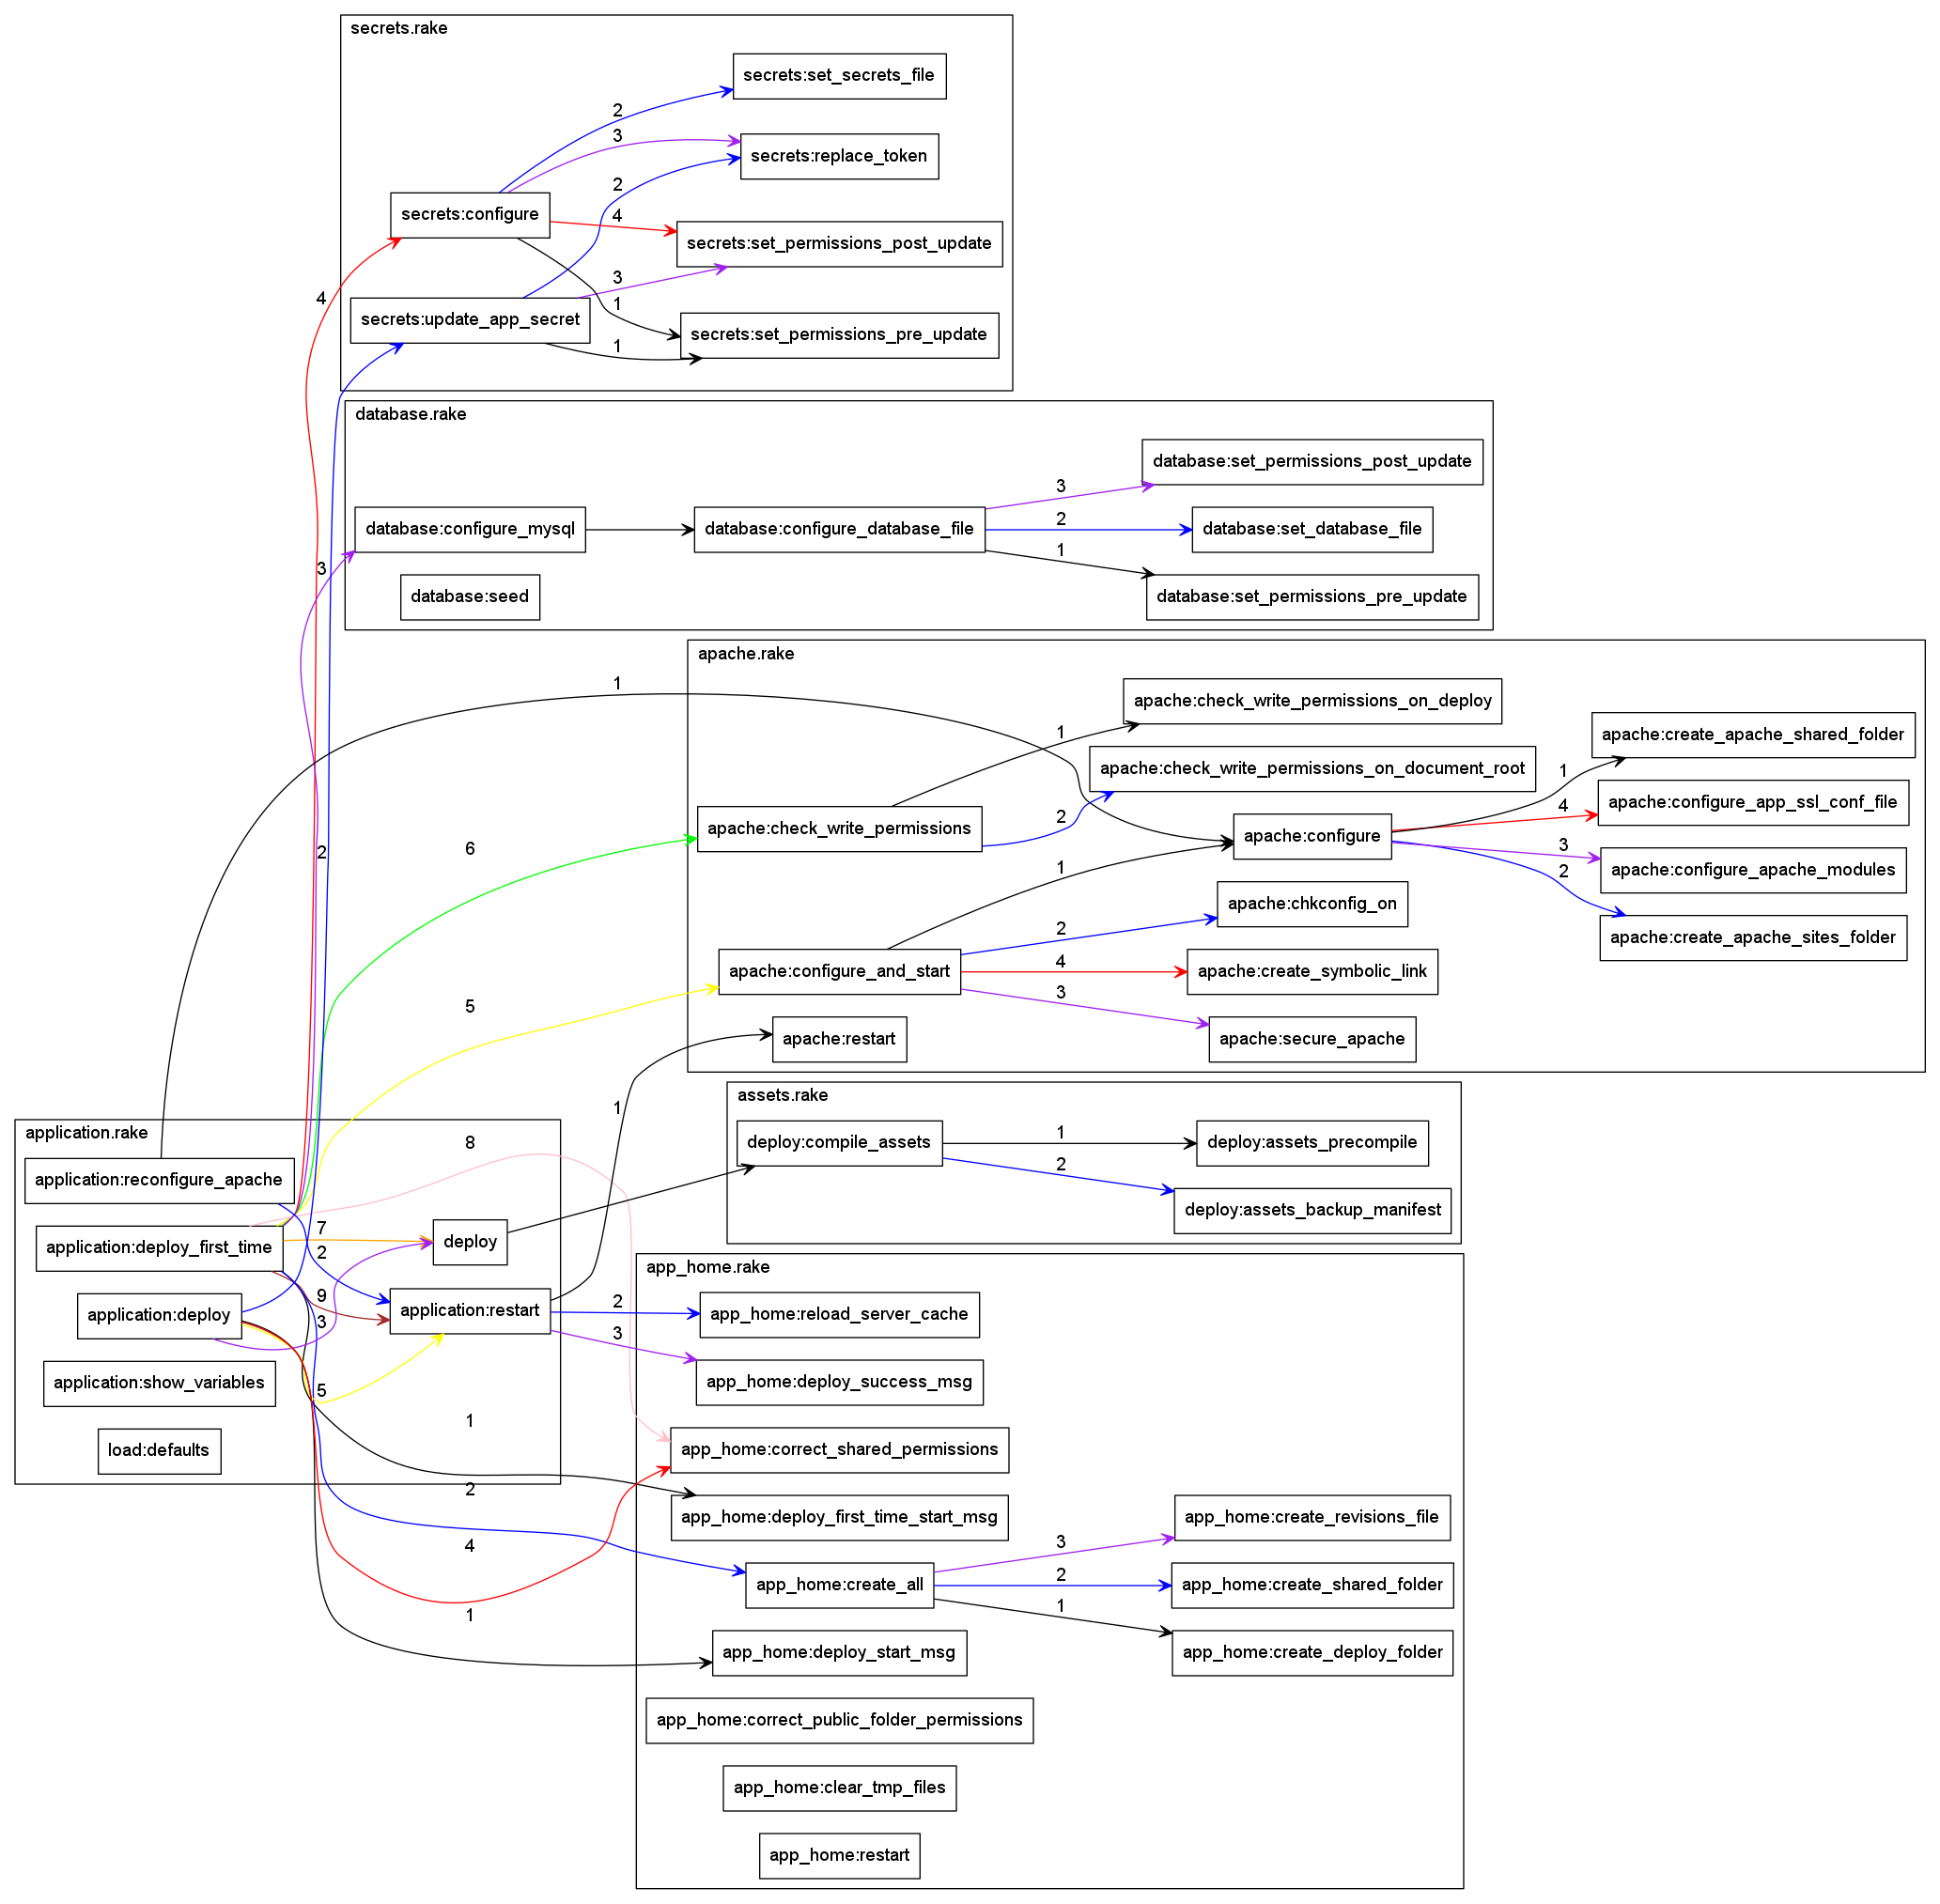 secrets.rake
secrets:set_secrets_file
2
3
secrets:replace_token
2
secrets:configure
4
secrets:set_permissions_post_update
3
4
1
secrets:update_app_secret
secrets:set_permissions_pre_update
1
database.rake
database:set_permissions_post_update
3
database:configure_mysql
database:configure_database_file
2
database:set_database_file
1
3
database:seed
database:set_permissions_pre_update
apache.rake
1
apache:check_write_permissions_on_deploy
1
apache:create_apache_shared_folder
apache:check_write_permissions_on_document_root
1
apache:check_write_permissions
2
4
apache:configure_app_ssl_conf_file
apache:configure
2
6
3
1
2
apache:configure_apache_modules
apache:chkconfig_on
2
apache:create_apache_sites_folder
apache:configure_and_start
4
apache:create_symbolic_link
3
5
apache:restart
apache:secure_apache
assets.rake
1
application.rake
8
deploy:compile_assets
1
deploy:assets_precompile
2
application:reconfigure_apache
deploy:assets_backup_manifest
7
application:deploy_first_time
2
deploy
app_home.rake
9
application:deploy
3
application:restart
2
app_home:reload_server_cache
3
application:show_variables
5
app_home:deploy_success_msg
1
load:defaults
app_home:correct_shared_permissions
2
app_home:deploy_first_time_start_msg
app_home:create_revisions_file
4
3
app_home:create_all
2
app_home:create_shared_folder
1
1
app_home:deploy_start_msg
app_home:create_deploy_folder
app_home:correct_public_folder_permissions
app_home:clear_tmp_files
app_home:restart